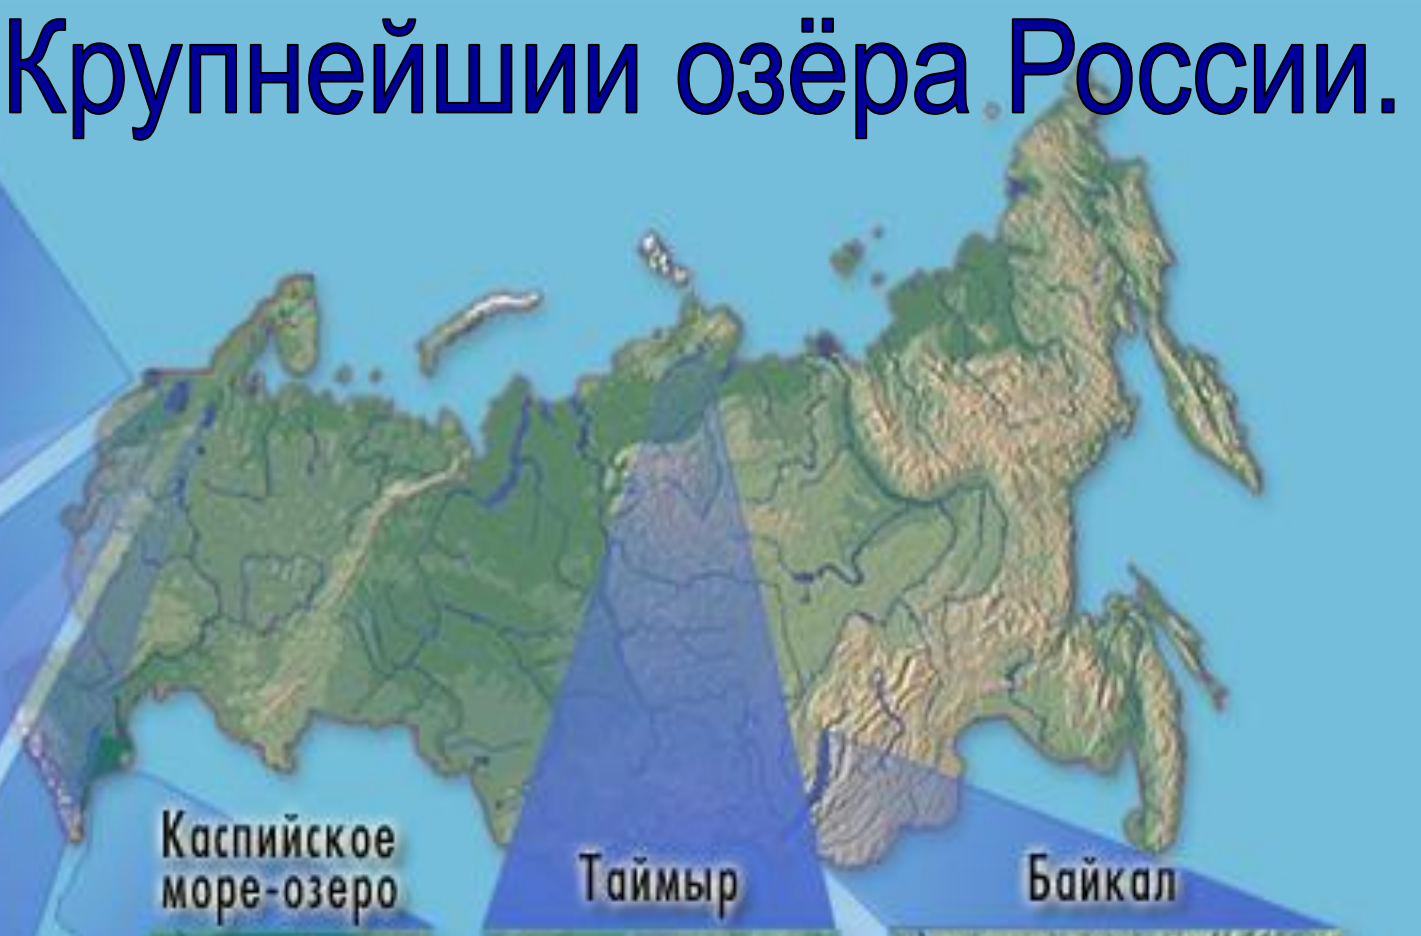 Крупнейшии озёра России.
Каспийское
море-озеро
Таймыр
Байкал